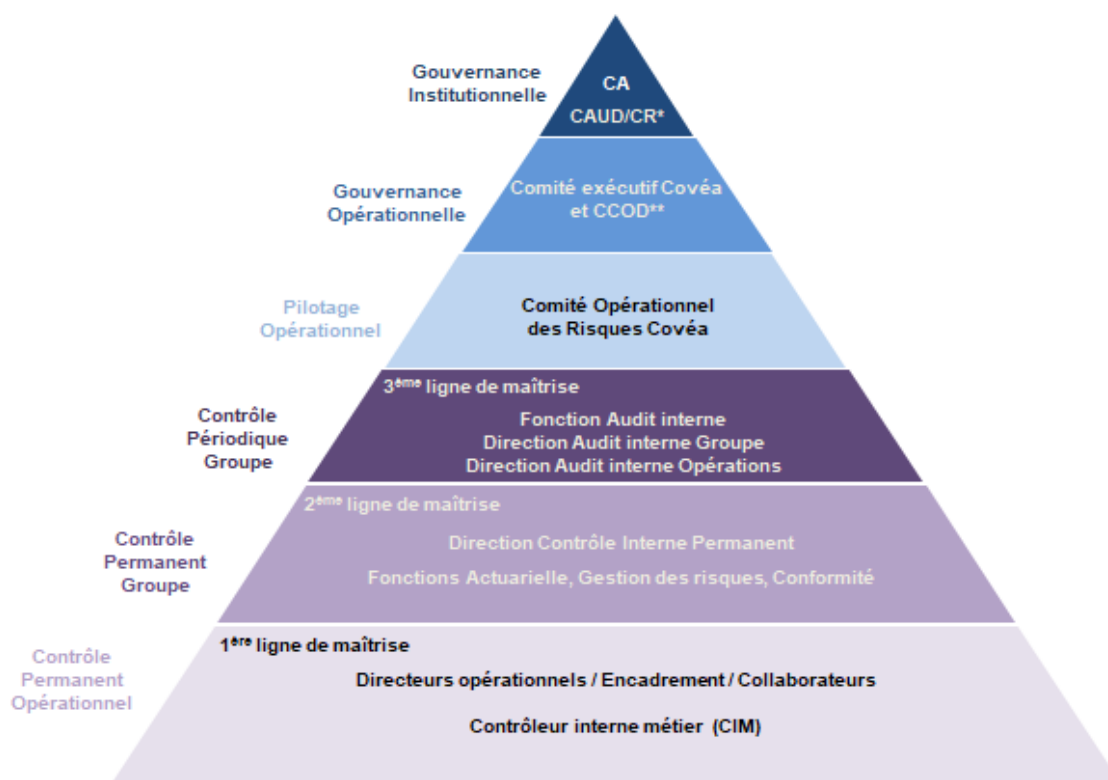 Gouvernance
Institutionnelle
CA
CAUD/CR*
Gouvernance
Opérationnelle
Comité exécutif Covéa
et CCOD**
Pilotage
Opérationnel
Comité Opérationnel
des Risques Covéa
Contrôle
Périodique
Groupe
3ème ligne de maîtrise
Fonction Audit interne
Direction Audit interne Groupe
Direction Audit interne Opérations
Contrôle
Permanent
Groupe
2ème ligne de maîtrise
Direction Contrôle Interne Permanent
Fonctions Actuarielle, Gestion des risques, Conformité
Contrôle
Permanent
Opérationnel
1ère ligne de maîtrise
Directeurs opérationnels / Encadrement / Collaborateurs
Contrôleur interne métier (CIM)